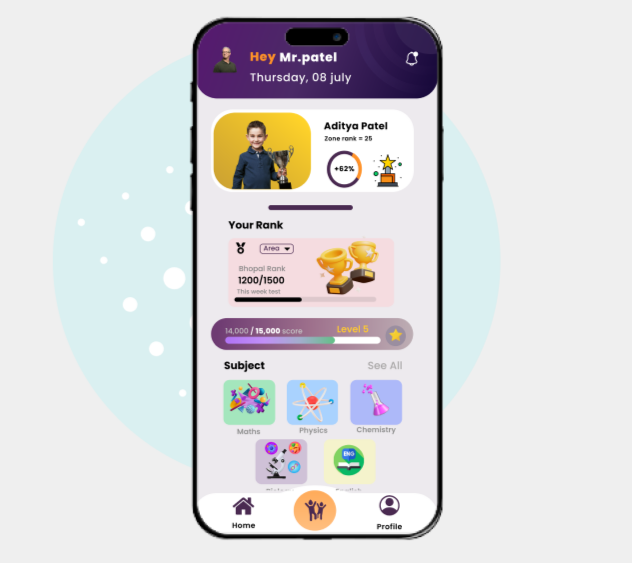 Hey Mr.patel
Thursday, 08 july
Aditya Patel
Zone rank = 25
+62%
Your Rank
Area
Bhopal Rank
1200/1500
This week test
14,000 / 15,000 score
Level 5
Subject
See All
Maths
Physics
Chemistry
ENG
Home
Profile